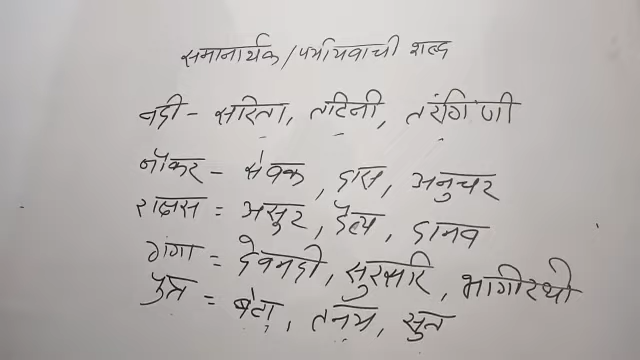 समानार्थक/पर्यायवाची शब्द
नदी - सरिता, तटिनी, तरंगिणी
नौकर - सेवक, दास, अनुचर
राक्षस = असुर, दैत्य, दानव
गंगा = देवनदी, सुरसरि, भागीरथी
पुत्र = बेटा, तनय, सुत